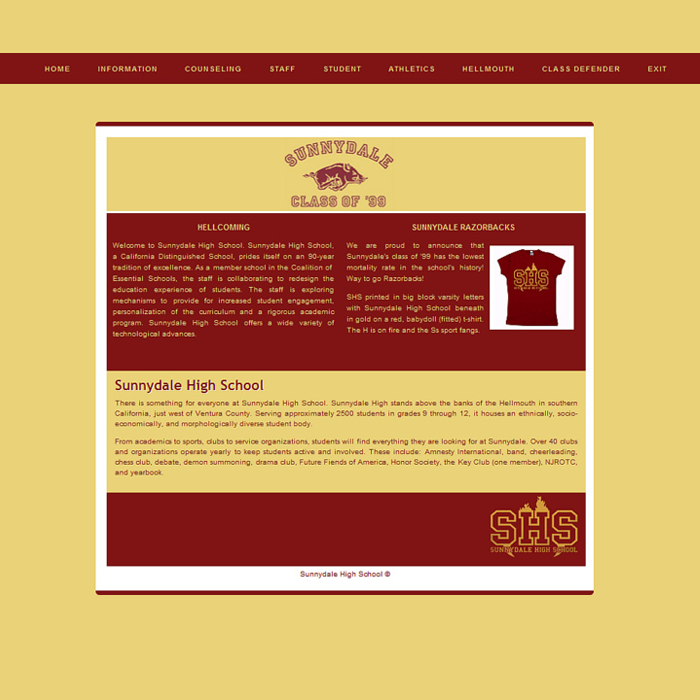 HOME INFORMATION COUNSELING STAFF STUDENT ATHLETICS HELLMOUTH CLASS DEFENDER EXIT
SUNNYDALE
CLASS OF '99
HELLCOMING
Welcome to Sunnydale High School. Sunnydale High School,
a California Distinguished School, prides itself on an 90-year
tradition of excellence. As a member school in the Coalition of
Essential Schools, the staff is collaborating to redesign the
education experience of students. The staff is exploring
mechanisms to provide for increased student engagement,
personalization of the curriculum and a rigorous academic
program. Sunnydale High School offers a wide variety of
technological advances.
SUNNYDALE RAZORBACKS
We are proud to announce that
Sunnydale's class of '99 has the lowest
mortality rate in the school's history!
Way to go Razorbacks!
SHS printed in big block varsity letters
with Sunnydale High School beneath
in gold on a red, babydoll (fitted) t-shirt.
The H is on fire and the Ss sport fangs.
SHS
Sunnydale High School
There is something for everyone at Sunnydale High School. Sunnydale High stands above the banks of the Hellmouth in southern
California, just west of Ventura County. Serving approximately 2500 students in grades 9 through 12, it houses an ethnically, socio-
economically, and morphologically diverse student body.
From academics to sports, clubs to service organizations, students will find everything they are looking for at Sunnydale. Over 40 clubs
and organizations operate yearly to keep students active and involved. These include: Amnesty International, band, cheerleading,
chess club, debate, demon summoning, drama club, Future Fiends of America, Honor Society, the Key Club (one member), NJROTC,
and yearbook.
SHS
SUNNYDALE HIGH SCHOOL
Sunnydale High School ©